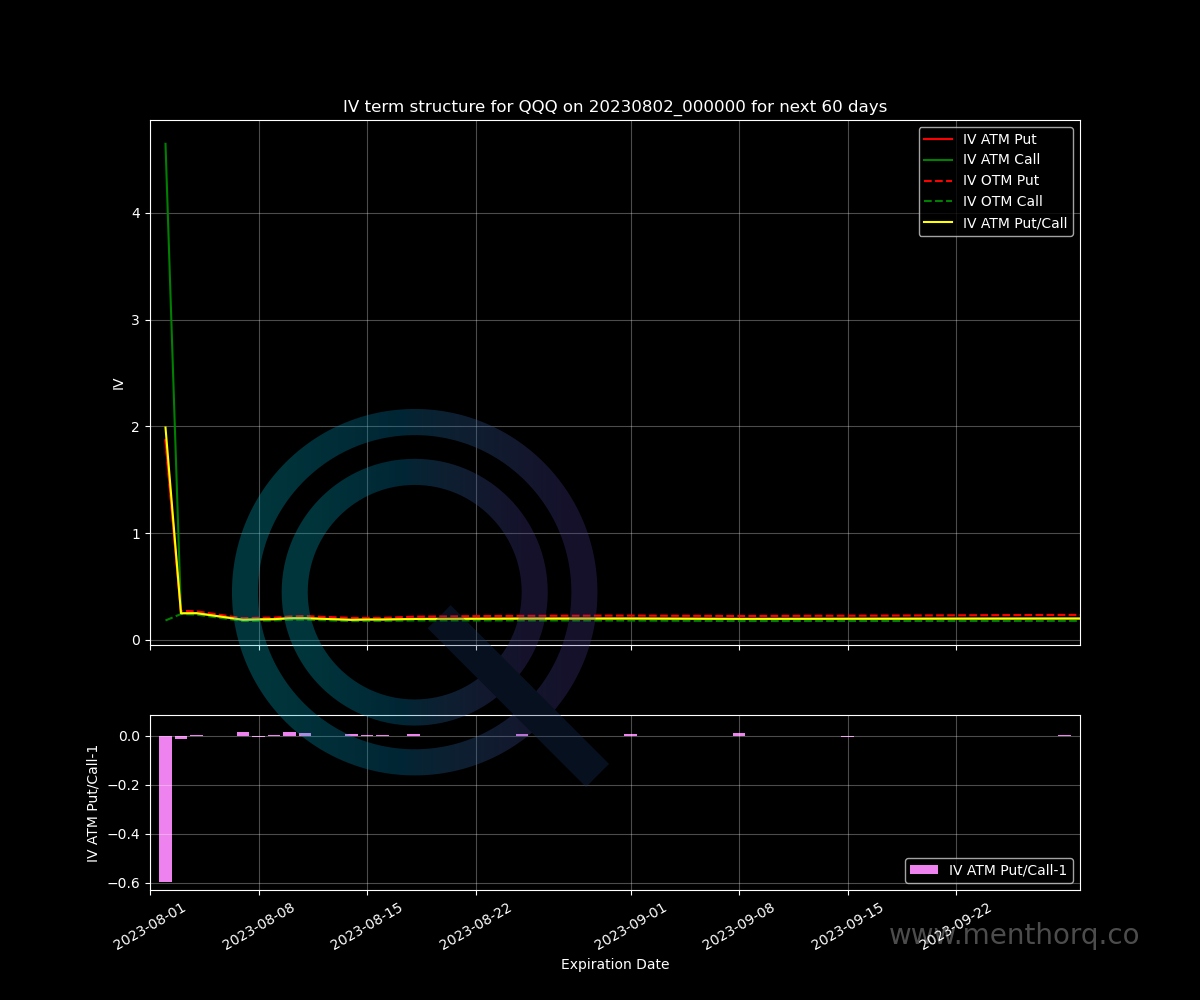 IV term structure for QQQ on 20230802_000000 for next 60 days
IV ATM Put
IV ATM Call
IV OTM Put
IV OTM Call
IV ATM Put/Call
4
3
2
1
0
IV
0.0
−0.2
−0.4
−0.6
IV ATM Put/Call-1
IV ATM Put/Call-1
2023-08-01
2023-08-08
2023-08-15
2023-08-22
2023-09-01
2023-09-08
2023-09-15
2023-09-22
Expiration Date
www.menthorq.co